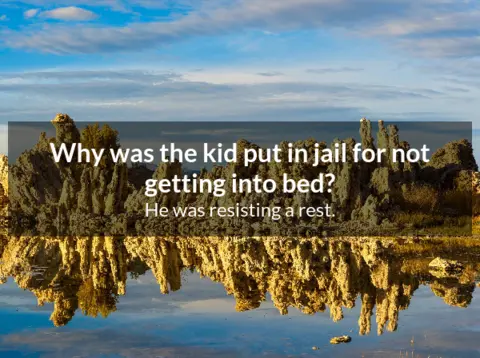 Why was the kid put in jail for not
getting into bed?
He was resisting a rest.